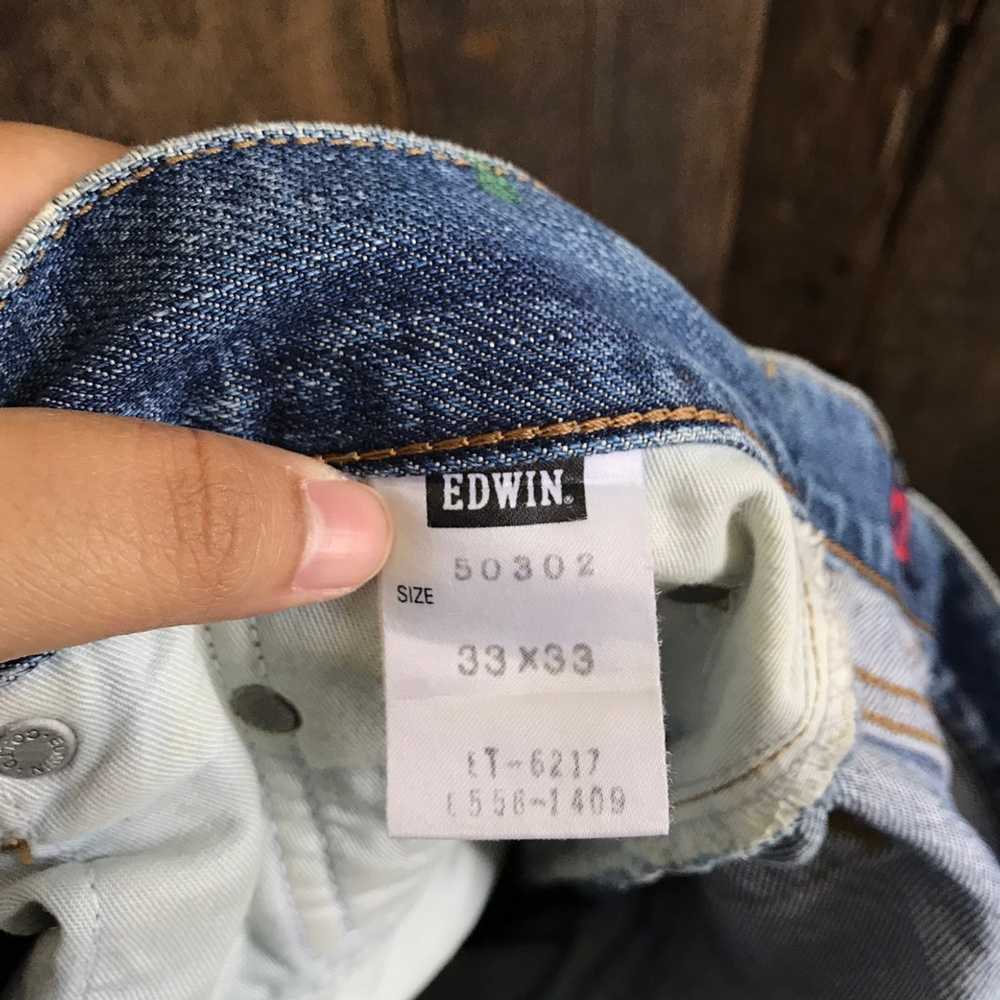 EDWIN.
50302
SIZE
33×33
ET-6217
E556-1409